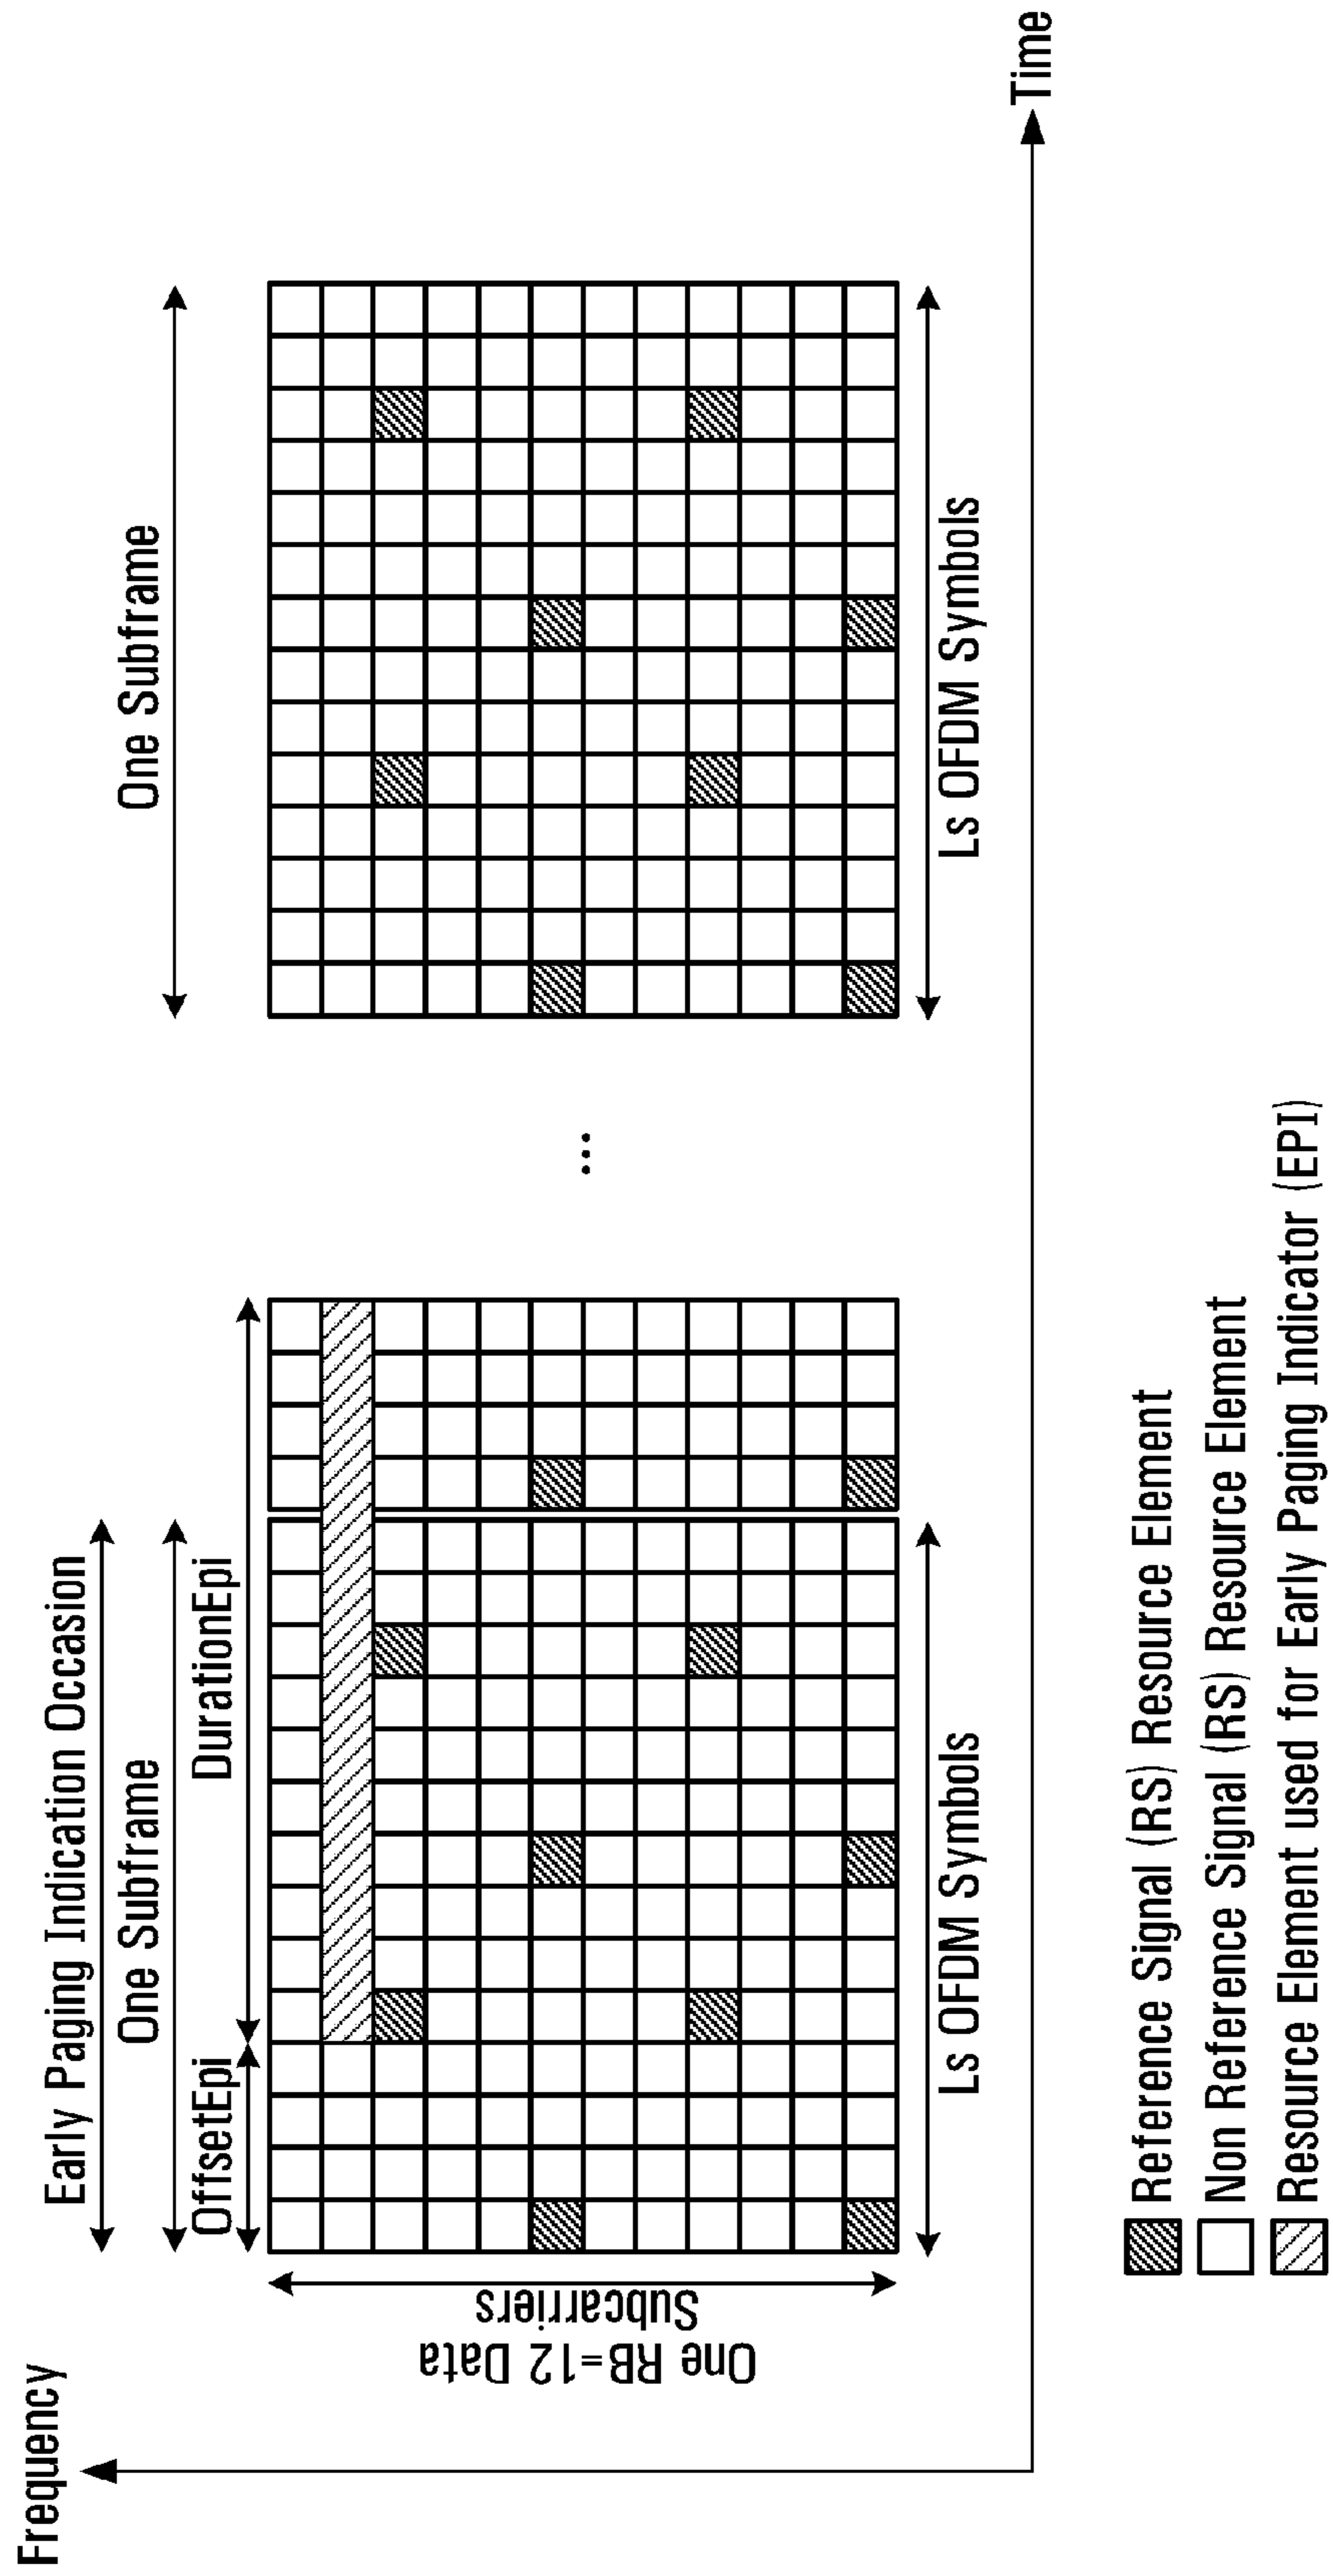 Frequency
Early Paging Indication Occasion
One Subframe
One Subframe
OffsetEpi
DurationEpi
One RB=12 Data
Subcarriers
...
Ls OFDM Symbols
Ls OFDM Symbols
Time
Reference Signal (RS) Resource Element
Non Reference Signal (RS) Resource Element
Resource Element used for Early Paging Indicator (EPI)